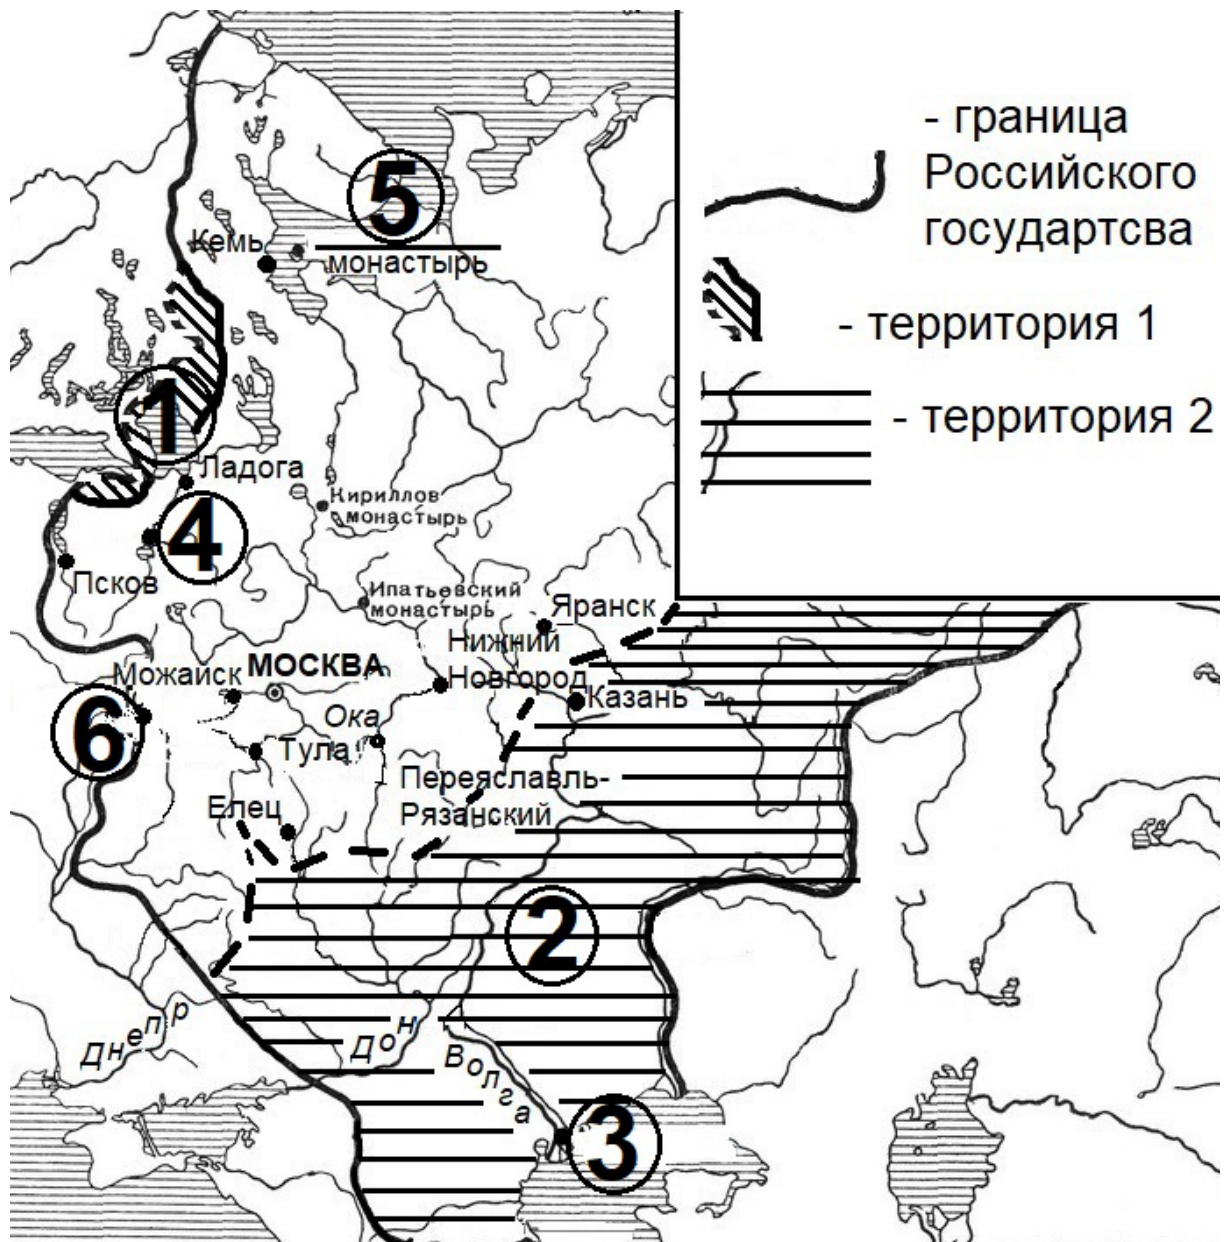 - граница
Российского
государтсва
- территория 1
- территория 2
5
Кемь
монастырь
1
Ладога
Кириллов
монастырь
4
Псков
Ипатьевский
монастырь
Яранск
Нижний
Новгород
МОСКВА
Можайск
Казань
6
Ока
Тула
Переяславль-
Рязанский
Елец
2
Днепр
Дон
Волга
3